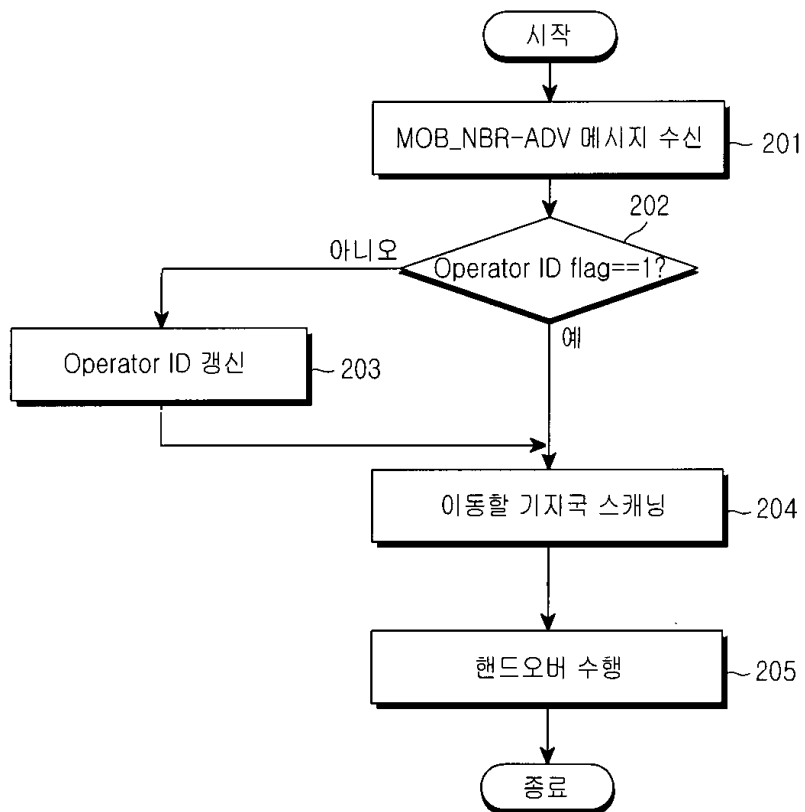 시작
MOB_NBR-ADV 메시지 수신
201
202
아니오
Operator ID flag==1?
예
Operator ID 갱신
203
이동할 기지국 스캐닝
204
핸드오버 수행
205
종료